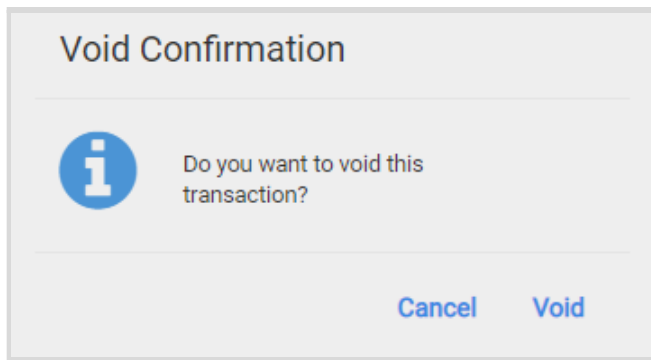 Void Confirmation
Do you want to void this
transaction?
Cancel Void